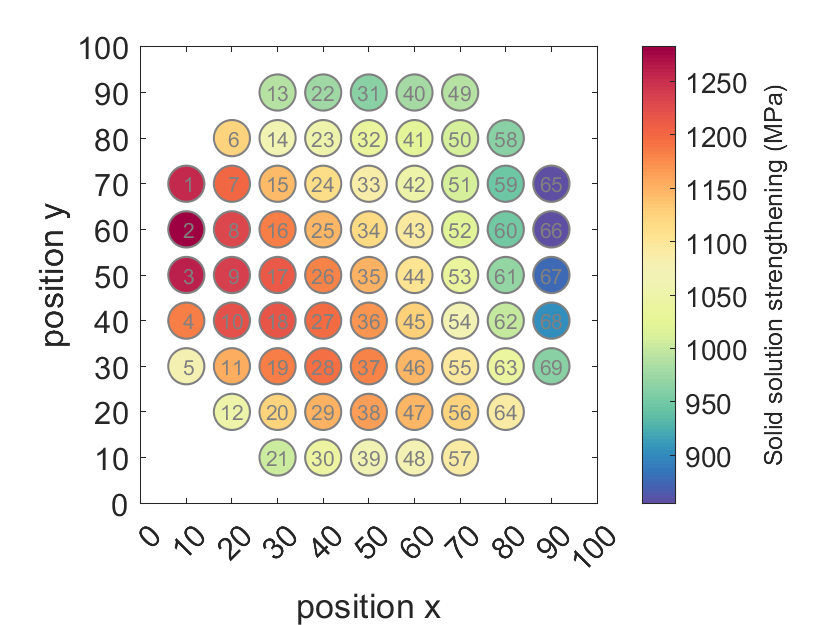 100
90
80
70
60
50
40
30
20
10
0
position y
13 22 31 40 49
6 14 23 32 41 50 58
1 7 15 24 33 42 51 59 65
2 8 16 25 34 43 52 60 66
3 9 17 26 35 44 53 61 67
4 10 18 27 36 45 54 62 68
5 11 19 28 37 46 55 63 69
12 20 29 38 47 56 64
21 30 39 48 57
0 10 20 30 40 50 60 70 80 90 100
position x
1250
1200
1150
1100
1050
1000
950
900
Solid solution strengthening (MPa)